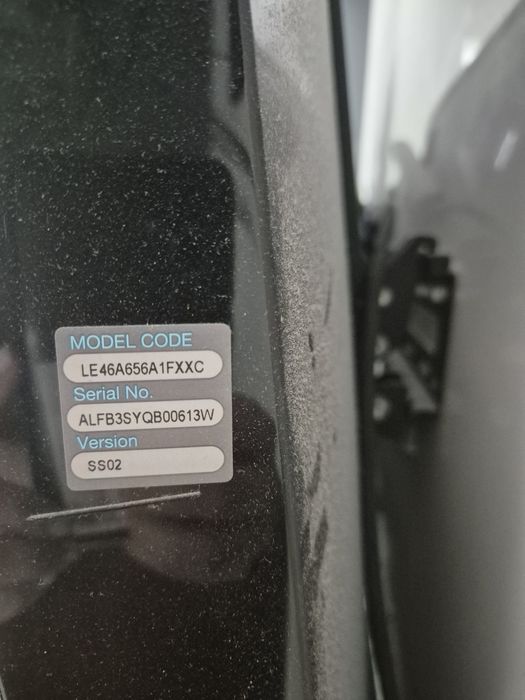 MODEL CODE
LE46A656A1FXXC
Serial No.
ALFB3SYQB00613W
Version
SS02